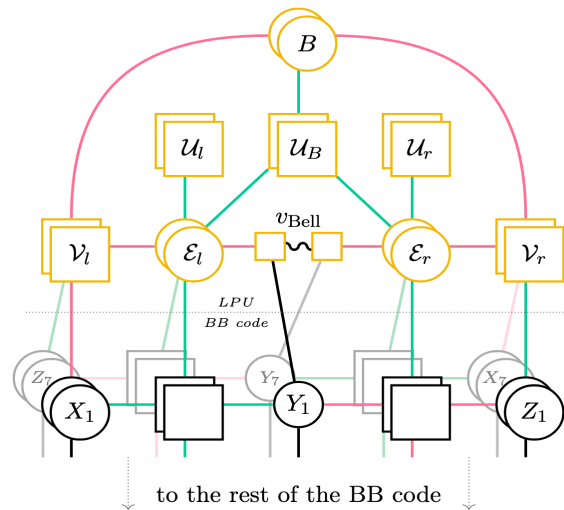 B
𝒰_l 𝒰_B 𝒰_r
v_Bell
𝒱_l ℰ_l ℰ_r 𝒱_r
LPU
BB code
Z_7 Y_7 X_7
X_1 Y_1 Z_1
to the rest of the BB code